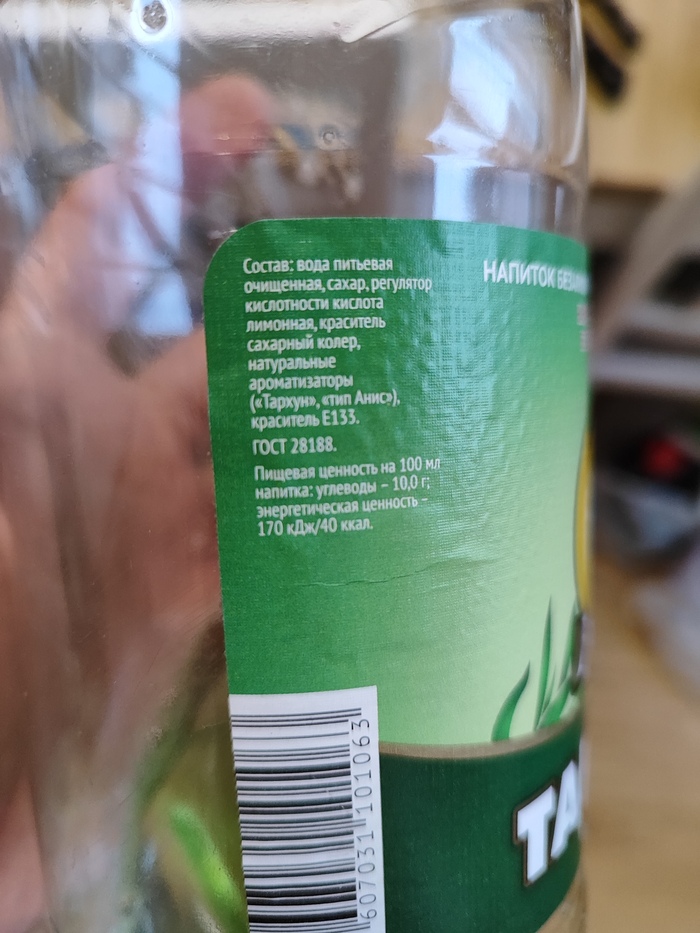 Состав: вода питьевая
очищенная, сахар, регулятор
кислотности кислота
лимонная, краситель
сахарный колер,
натуральные
ароматизаторы
(«Тархун», «тип Анис»),
краситель Е133.
ГОСТ 28188.
Пищевая ценность на 100 мл
напитка: углеводы – 10,0 г;
энергетическая ценность –
170 кДж/40 ккал.
НАПИТОК
ТА
607031 101063